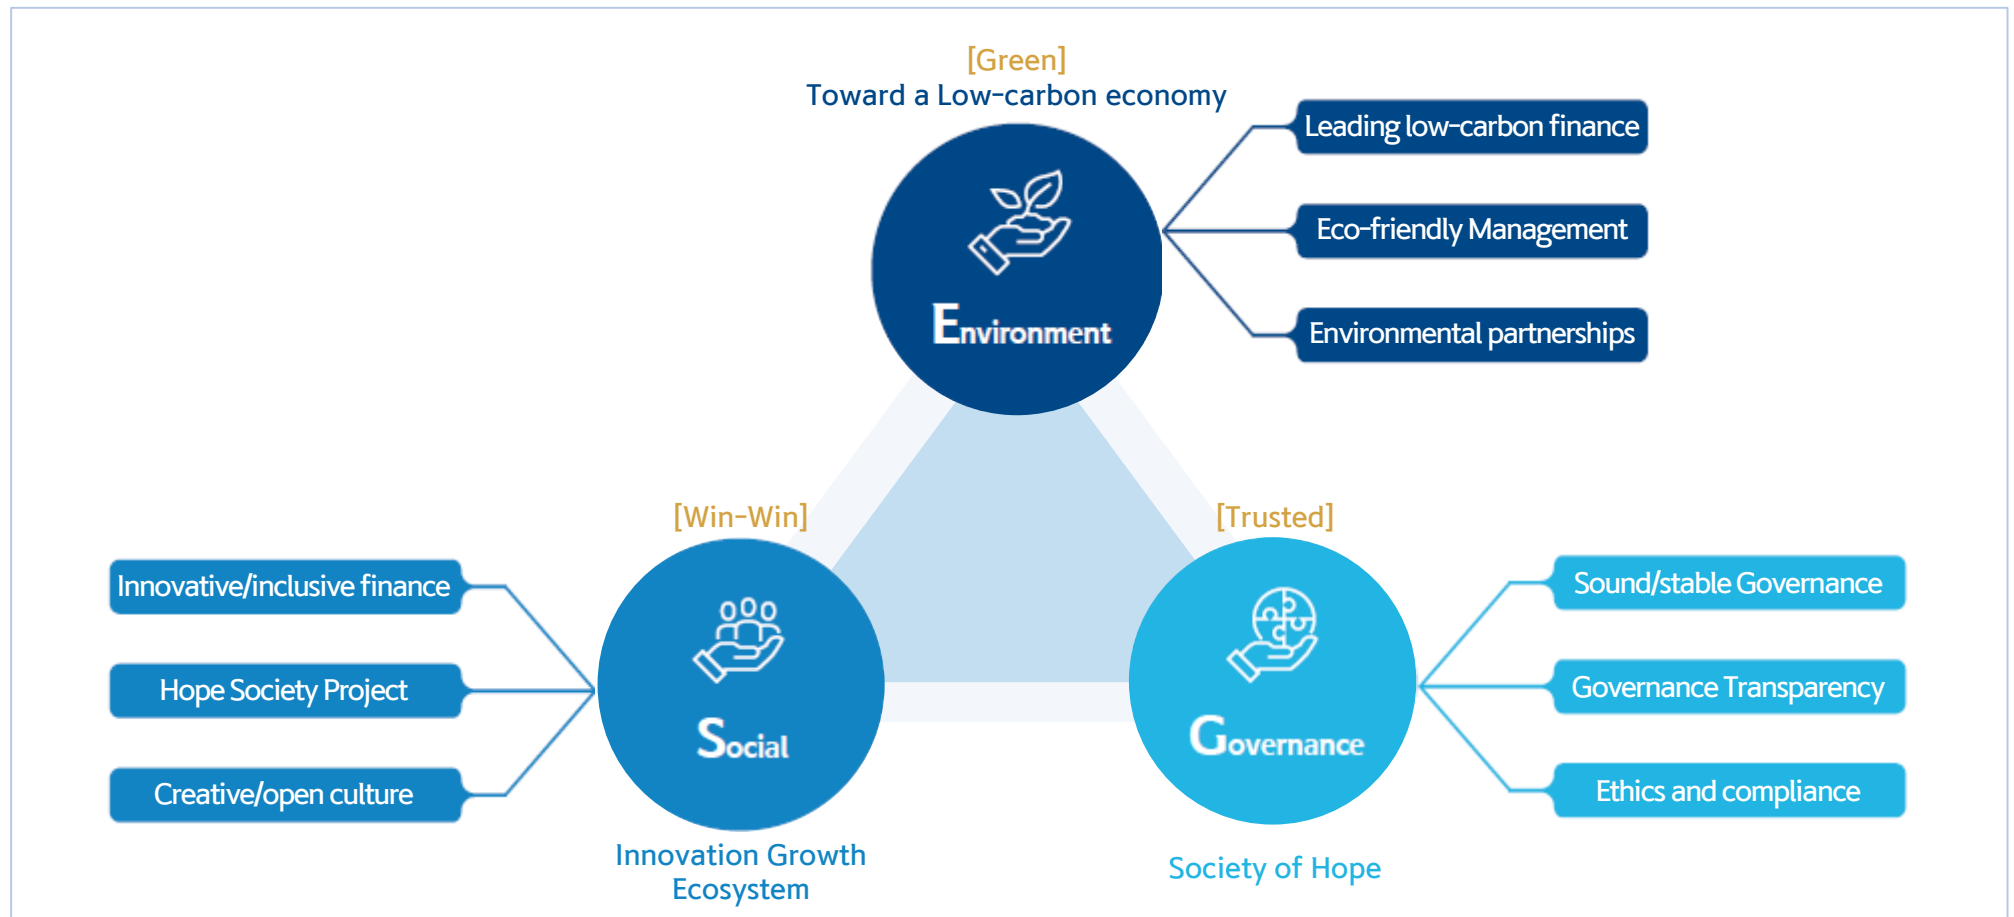 [Green]
Toward a Low-carbon economy
Environment
Leading low-carbon finance
Eco-friendly Management
Environmental partnerships
[Win-Win]
Innovative/inclusive finance
Hope Society Project
Creative/open culture
Social
Innovation Growth
Ecosystem
[Trusted]
Governance
Sound/stable Governance
Governance Transparency
Ethics and compliance
Society of Hope